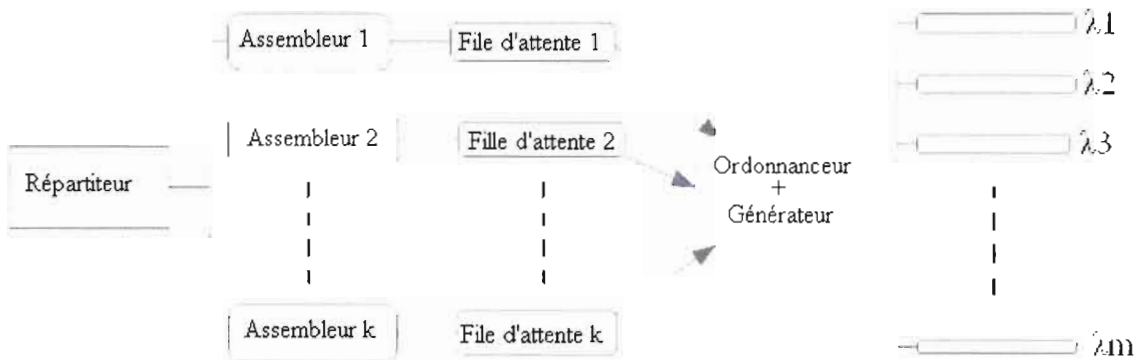 Assembleur 1
File d'attente 1
λ1
λ2
Assembleur 2
Fille d'attente 2
λ3
Répartiteur
Ordonnanceur
+
Générateur
Assembleur k
File d'attente k
λm